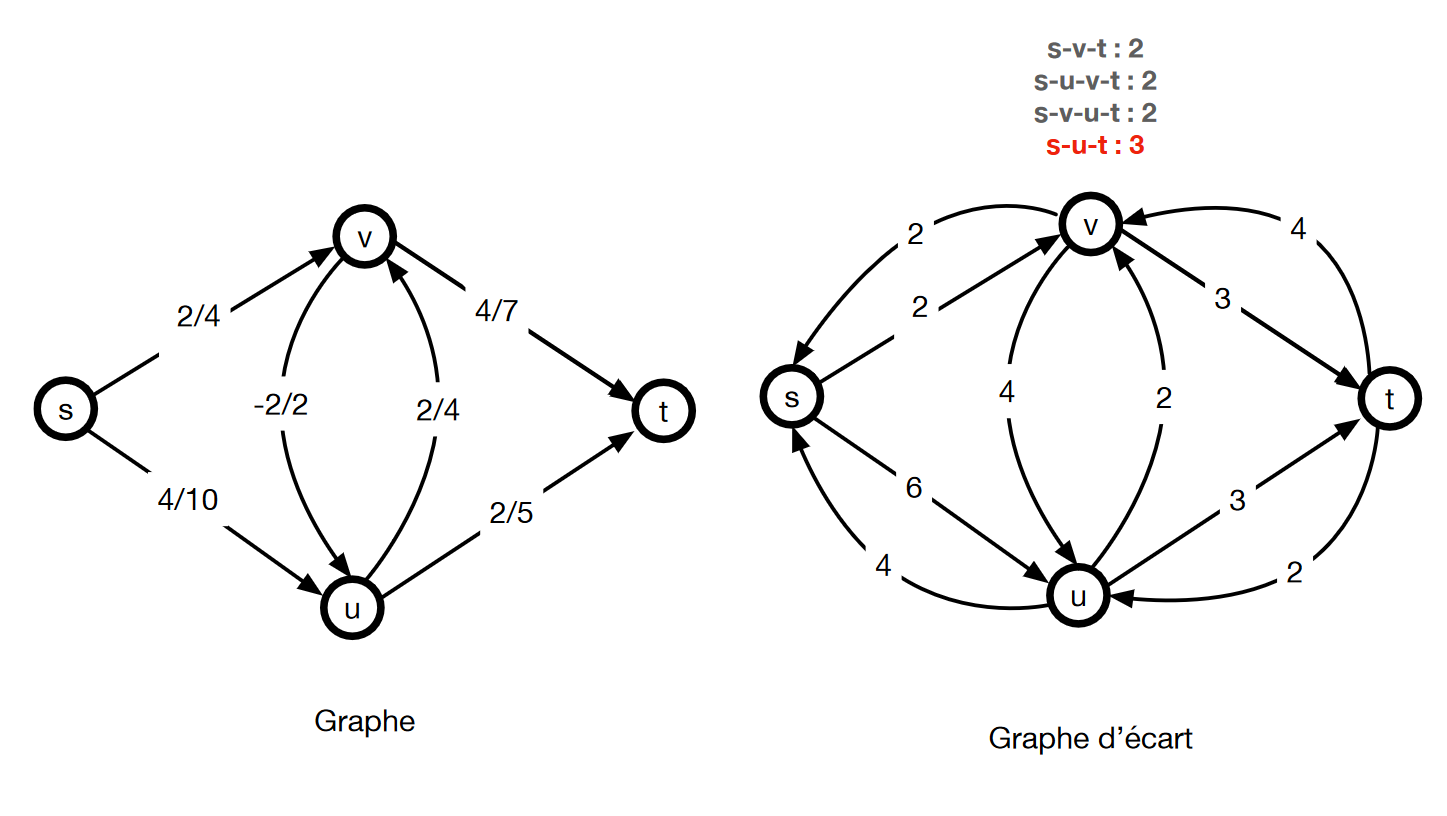 s-v-t : 2
s-u-v-t : 2
s-v-u-t : 2
s-u-t : 3
v
2/4
4/7
s
-2/2
2/4
t
4/10
2/5
u
Graphe
v
2
4
2
3
s
4
2
t
6
3
4
2
u
Graphe d’écart